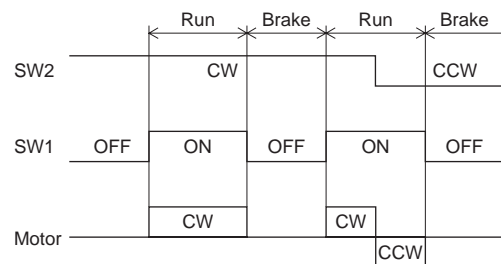 Run Brake Run Brake
SW2 CW CCW
SW1 OFF ON OFF ON OFF
Motor CW CW
CCW